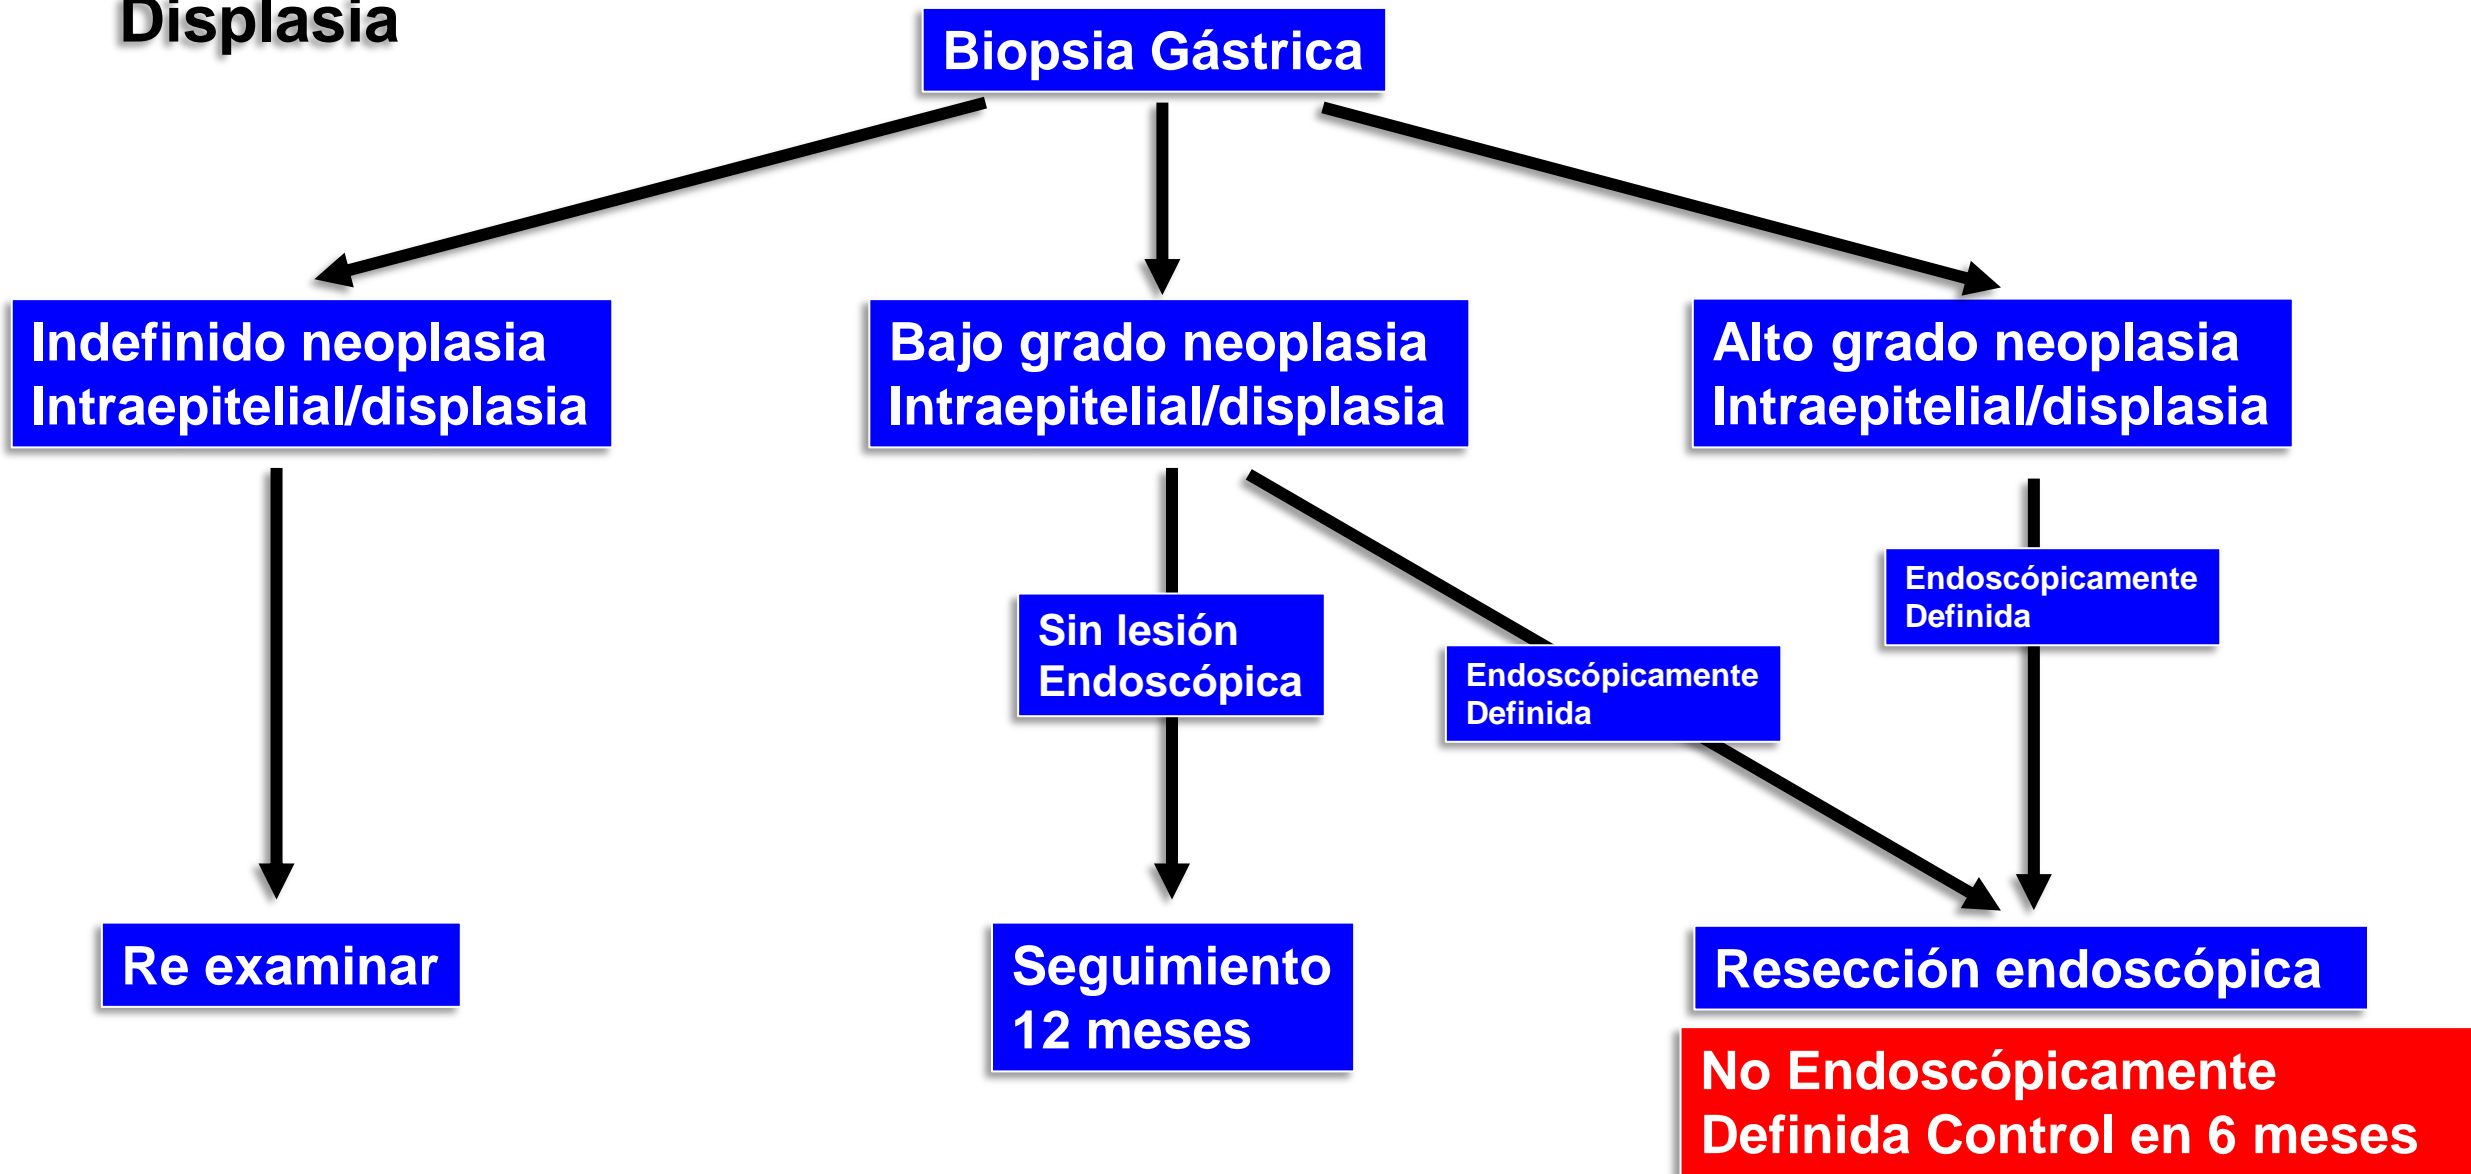 Displasia
Biopsia Gástrica
Indefinido neoplasia
Intraepitelial/displasia
Bajo grado neoplasia
Intraepitelial/displasia
Alto grado neoplasia
Intraepitelial/displasia
Sin lesión
Endoscópica
Endoscópicamente
Definida
Endoscópicamente
Definida
Re examinar
Seguimiento
12 meses
Resección endoscópica
No Endoscópicamente
Definida Control en 6 meses